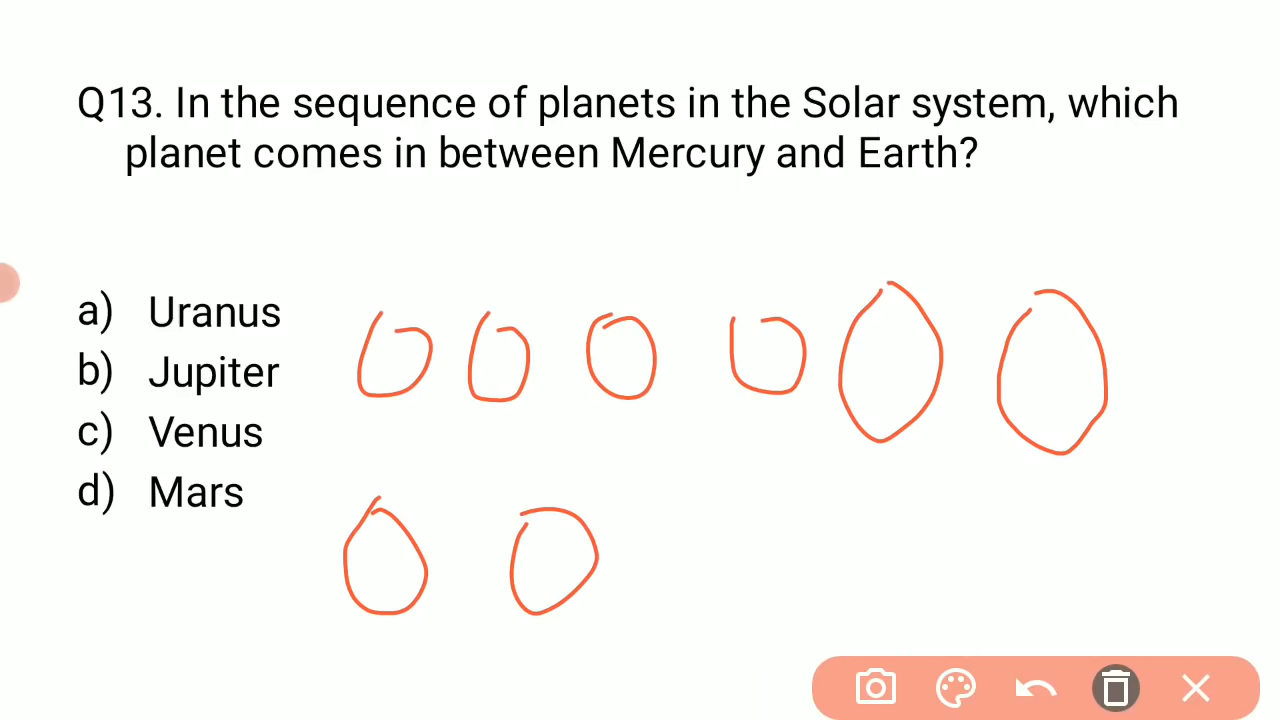 Q13. In the sequence of planets in the Solar system, which
planet comes in between Mercury and Earth?
a) Uranus
b) Jupiter
c) Venus
d) Mars